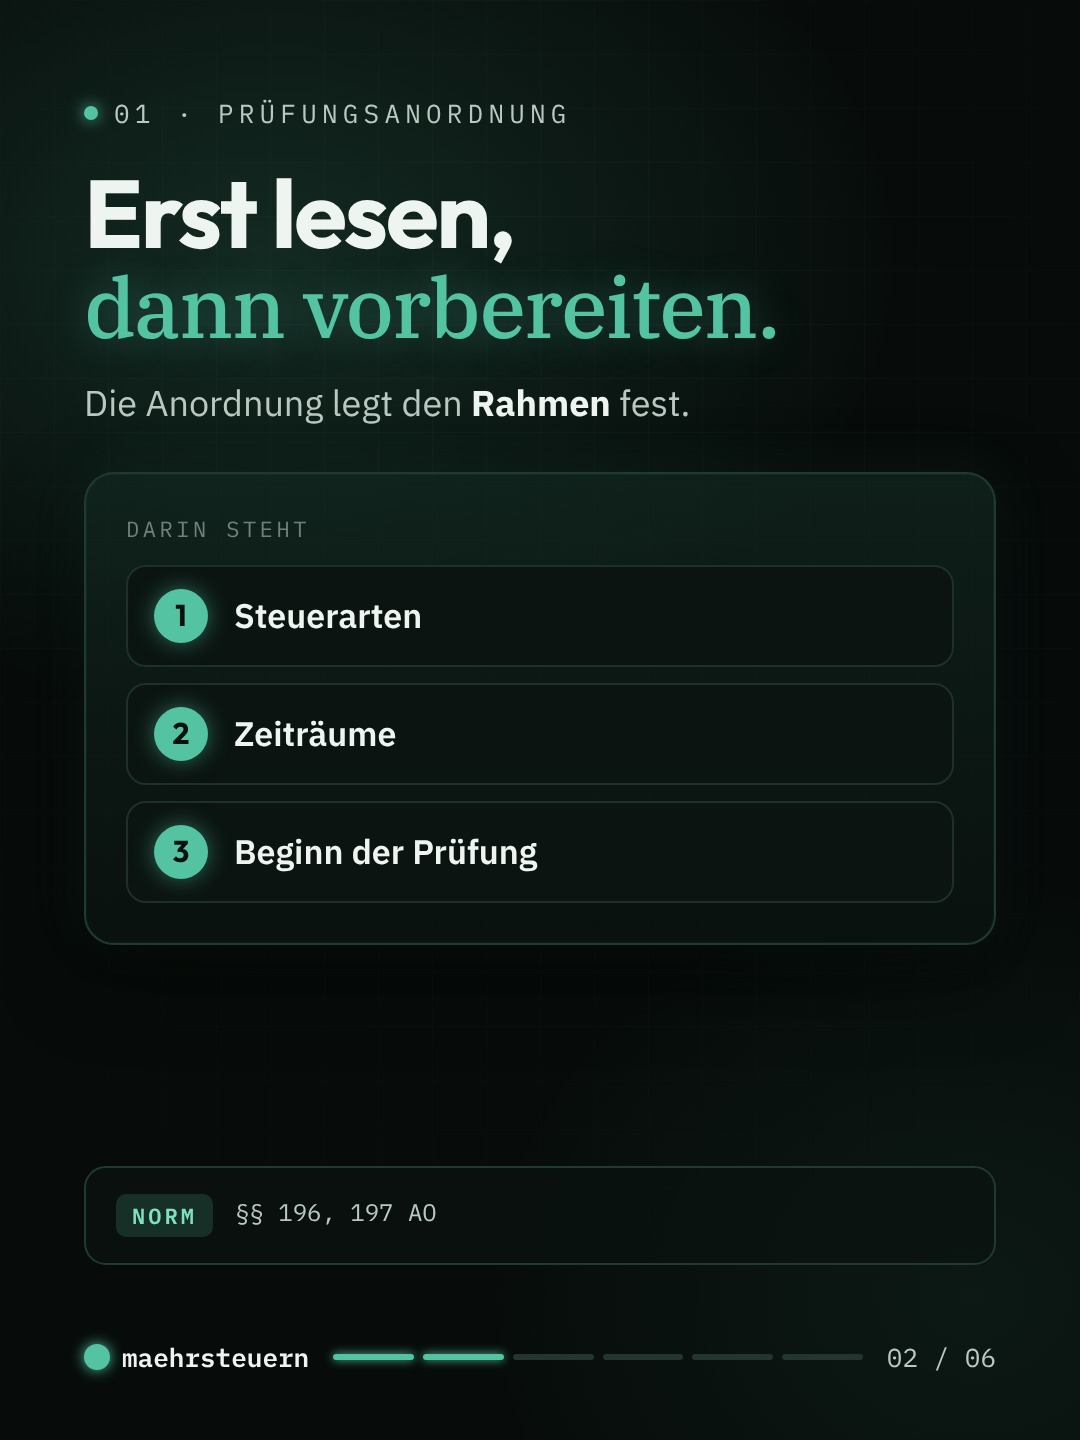 01 · PRÜFUNGSANORDNUNG
Erst lesen,
dann vorbereiten.
Die Anordnung legt den Rahmen fest.
DARIN STEHT
1 Steuerarten
2 Zeiträume
3 Beginn der Prüfung
NORM §§ 196, 197 AO
maehrsteuern 02 / 06